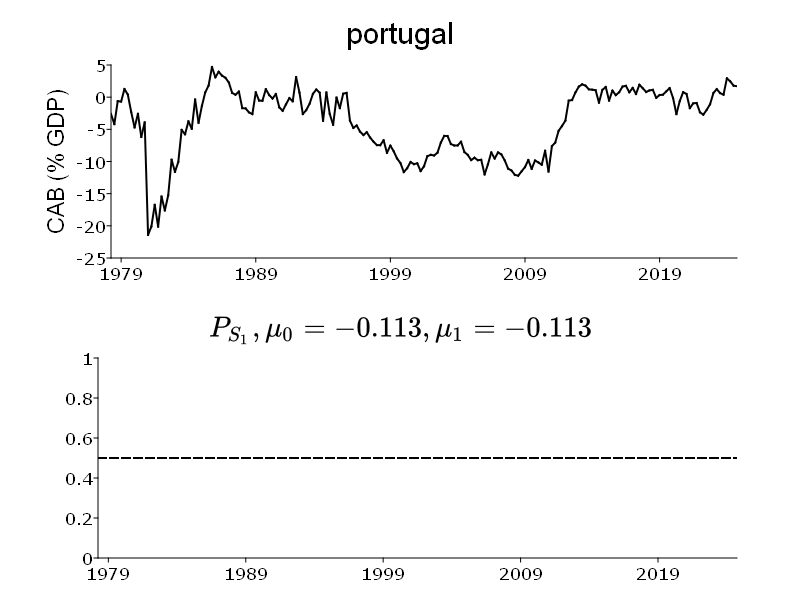 portugal
CAB (% GDP)
5
0
-5
-10
-15
-20
-25
1979 1989 1999 2009 2019
P_{S_1}, μ_0 = −0.113, μ_1 = −0.113
1
0.8
0.6
0.4
0.2
0
1979 1989 1999 2009 2019